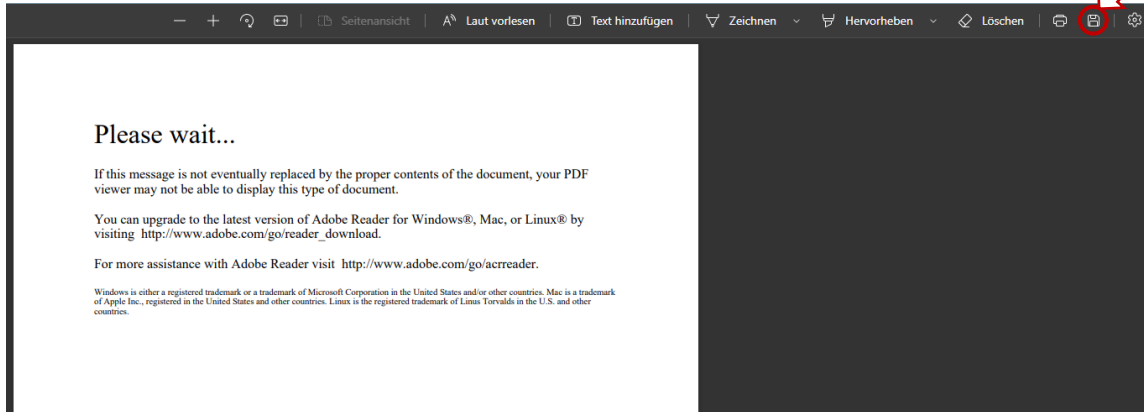 Seitenansicht Laut vorlesen Text hinzufügen Zeichnen Hervorheben Löschen
Please wait...
If this message is not eventually replaced by the proper contents of the document, your PDF
viewer may not be able to display this type of document.
You can upgrade to the latest version of Adobe Reader for Windows®, Mac, or Linux® by
visiting http://www.adobe.com/go/reader_download.
For more assistance with Adobe Reader visit http://www.adobe.com/go/acrreader.
Windows is either a registered trademark or a trademark of Microsoft Corporation in the United States and/or other countries. Mac is a trademark
of Apple Inc., registered in the United States and other countries. Linux is the registered trademark of Linus Torvalds in the U.S. and other
countries.